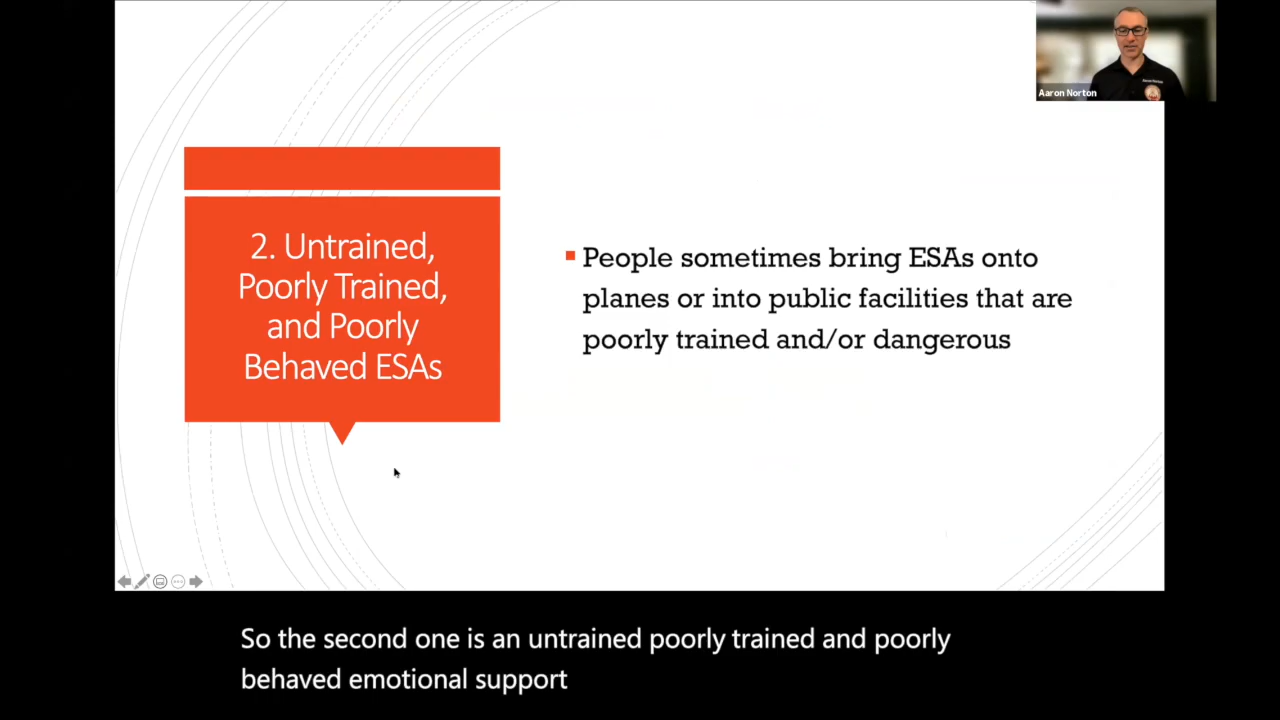 Aaron Norton
2. Untrained,
Poorly Trained,
and Poorly
Behaved ESAs
People sometimes bring ESAs onto
planes or into public facilities that are
poorly trained and/or dangerous
So the second one is an untrained poorly trained and poorly
behaved emotional support